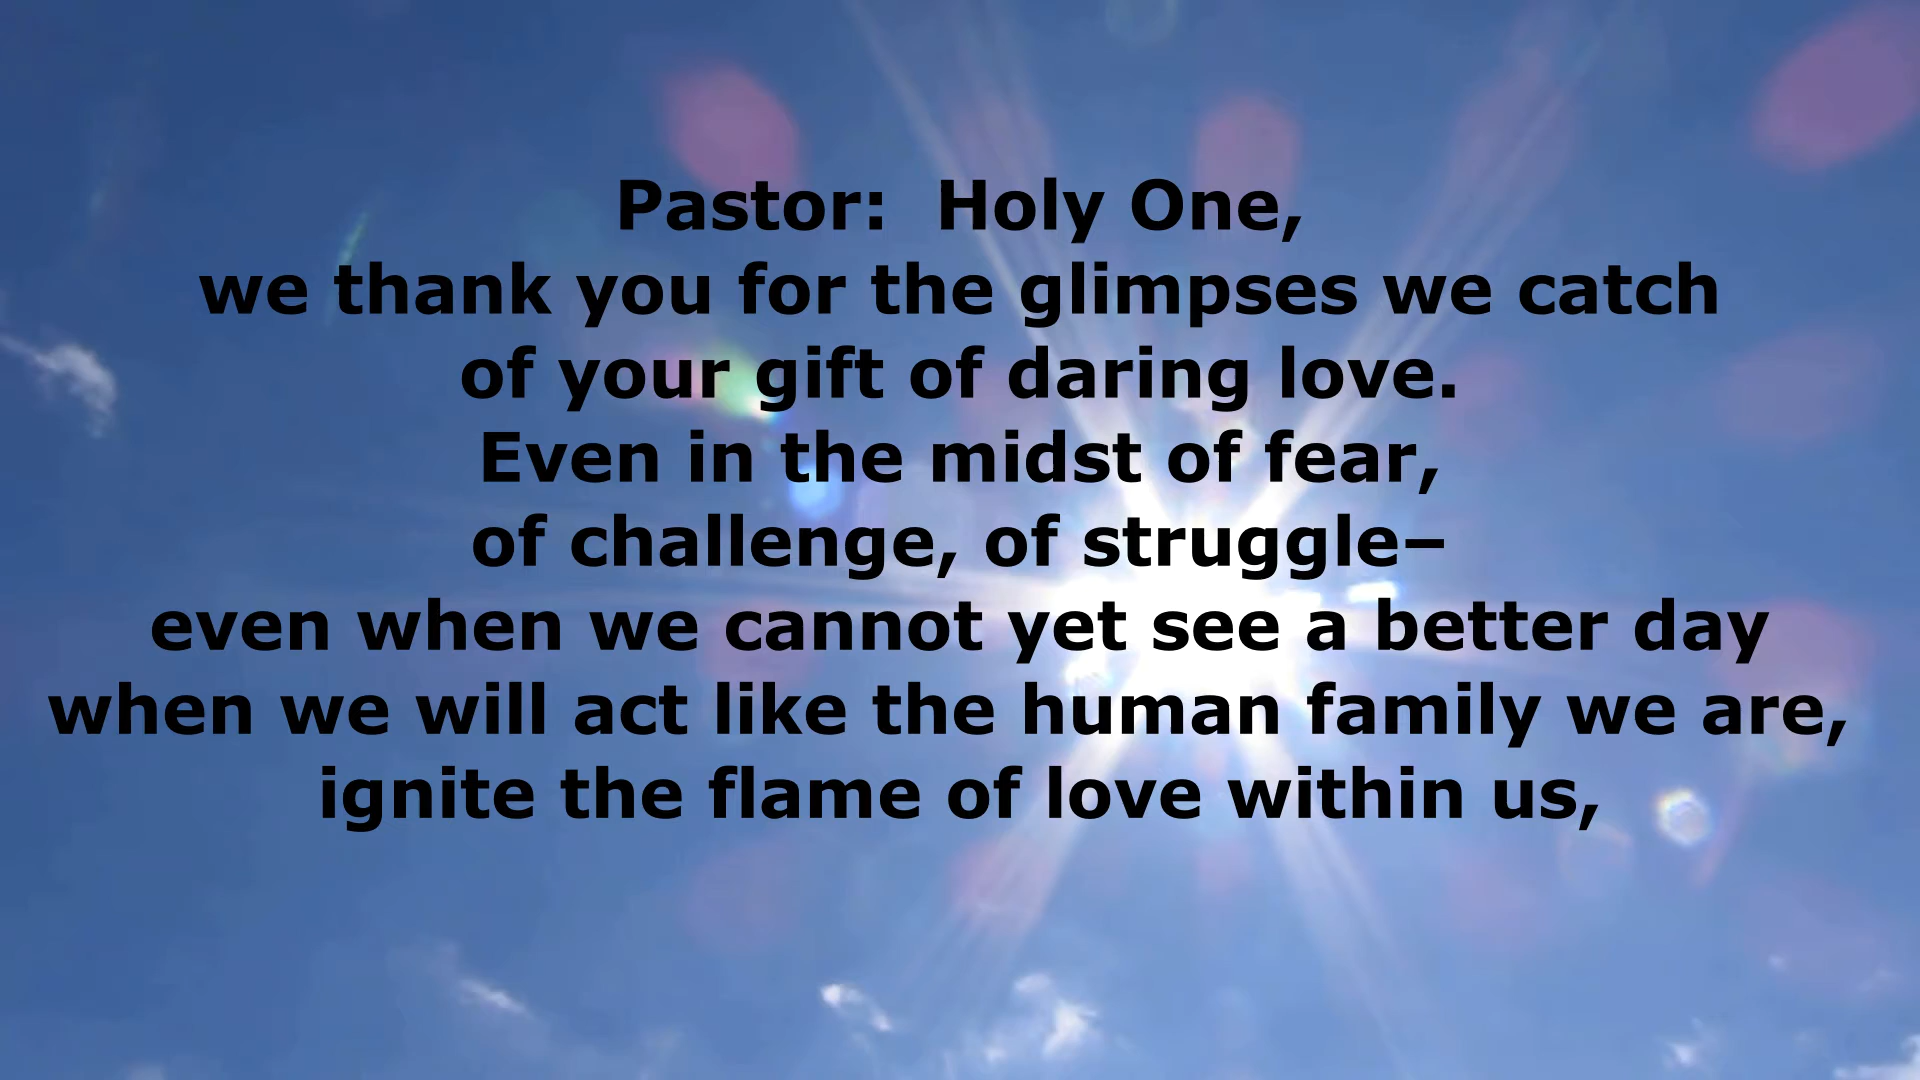 Pastor:  Holy One,
we thank you for the glimpses we catch
of your gift of daring love.
Even in the midst of fear,
of challenge, of struggle–
even when we cannot yet see a better day
when we will act like the human family we are,
ignite the flame of love within us,